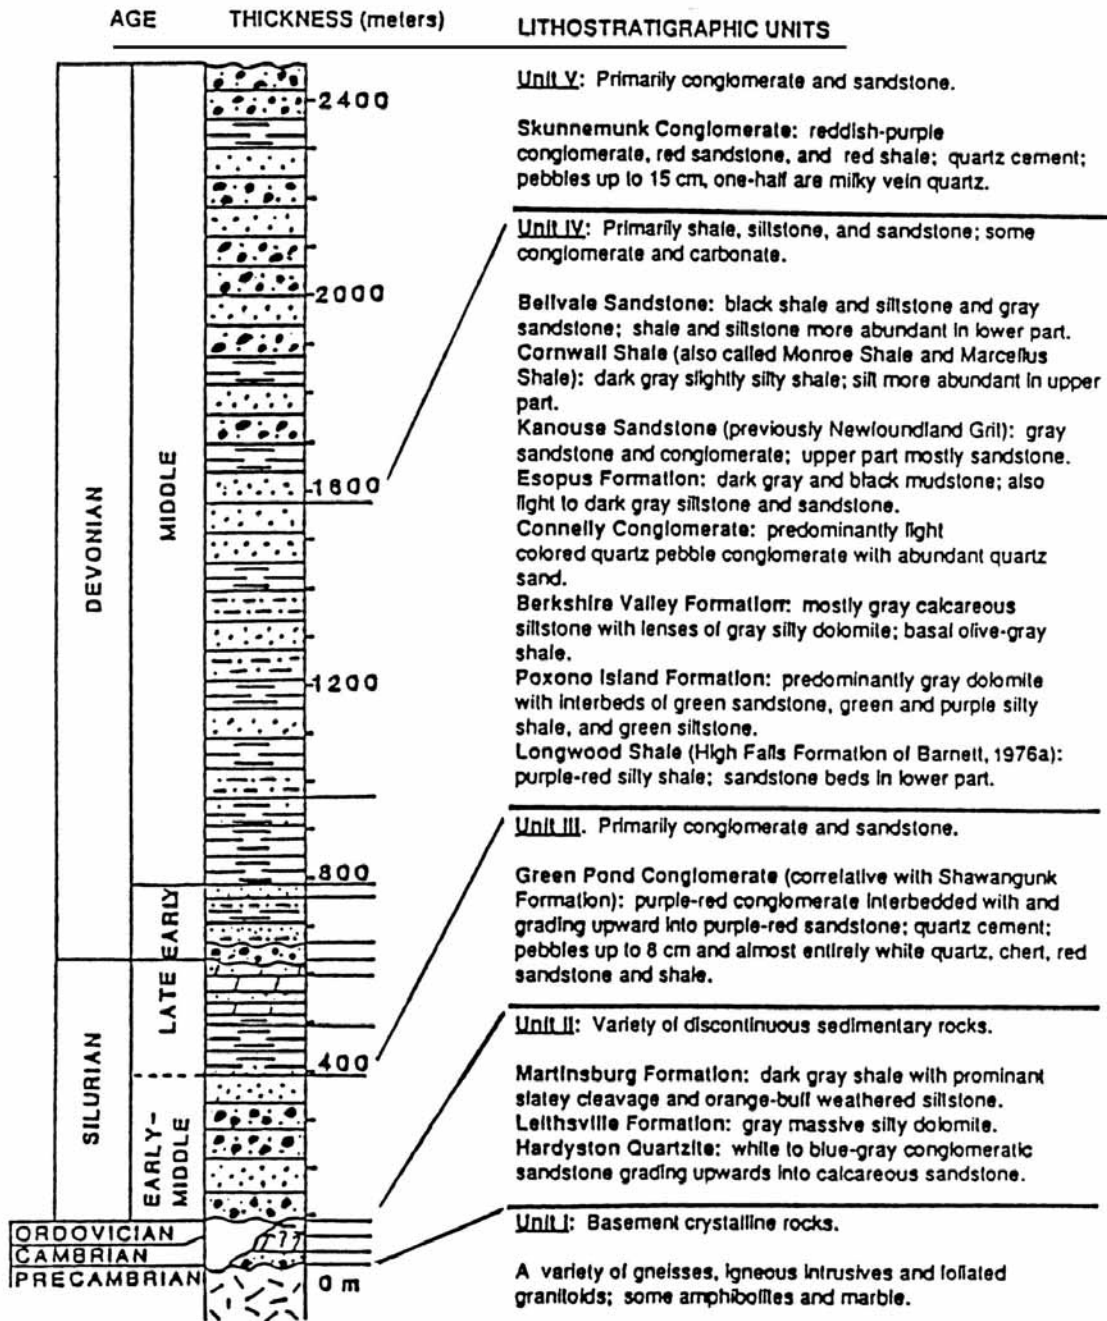 AGE THICKNESS (meters) LITHOSTRATIGRAPHIC UNITS
Unit V: Primarily conglomerate and sandstone.
Skunnemunk Conglomerate: reddish-purple
conglomerate, red sandstone, and red shale; quartz cement;
pebbles up to 15 cm, one-half are milky vein quartz.
Unit IV: Primarily shale, siltstone, and sandstone; some
conglomerate and carbonate.
Bellvale Sandstone: black shale and siltstone and gray
sandstone; shale and siltstone more abundant in lower part.
Cornwall Shale (also called Monroe Shale and Marcellus
Shale): dark gray slightly silty shale; silt more abundant in upper
part.
Kanouse Sandstone (previously Newfoundland Grit): gray
sandstone and conglomerate; upper part mostly sandstone.
Esopus Formation: dark gray and black mudstone; also
light to dark gray siltstone and sandstone.
Connelly Conglomerate: predominantly light
colored quartz pebble conglomerate with abundant quartz
sand.
Berkshire Valley Formation: mostly gray calcareous
siltstone with lenses of gray silty dolomite; basal olive-gray
shale.
Poxono Island Formation: predominantly gray dolomite
with interbeds of green sandstone, green and purple silty
shale, and green siltstone.
Longwood Shale (High Falls Formation of Barnett, 1976a):
purple-red silty shale; sandstone beds in lower part.
Unit III. Primarily conglomerate and sandstone.
Green Pond Conglomerate (correlative with Shawangunk
Formation): purple-red conglomerate interbedded with and
grading upward into purple-red sandstone; quartz cement;
pebbles up to 8 cm and almost entirely white quartz, chert, red
sandstone and shale.
Unit II: Variety of discontinuous sedimentary rocks.
Martinsburg Formation: dark gray shale with prominant
slatey cleavage and orange-buff weathered siltstone.
Leithsville Formation: gray massive silty dolomite.
Hardyston Quartzite: white to blue-gray conglomeratic
sandstone grading upwards into calcareous sandstone.
Unit I: Basement crystalline rocks.
A variety of gneisses, igneous intrusives and foliated
granitoids; some amphibolites and marble.
DEVONIAN
MIDDLE
EARLY
SILURIAN
LATE
EARLY-
MIDDLE
ORDOVICIAN
CAMBRIAN
PRECAMBRIAN
2400
2000
1600
1200
800
400
0 m
?